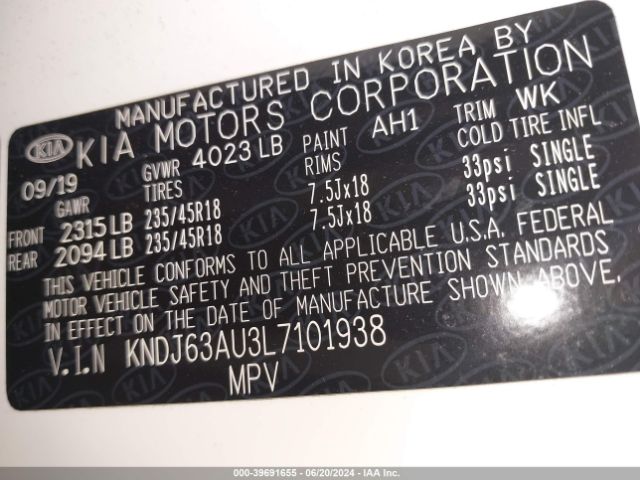 MANUFACTURED IN KOREA BY
KIA KIA MOTORS CORPORATION
09/19 GVWR 4023 LB PAINT AH1 TRIM WK
GAWR TIRES RIMS COLD TIRE INFL
FRONT 2315 LB 235/45R18 7.5Jx18 33psi SINGLE
REAR 2094 LB 235/45R18 7.5Jx18 33psi SINGLE
THIS VEHICLE CONFORMS TO ALL APPLICABLE U.S.A. FEDERAL
MOTOR VEHICLE SAFETY AND THEFT PREVENTION STANDARDS
IN EFFECT ON THE DATE OF MANUFACTURE SHOWN ABOVE.
V.I.N KNDJ63AU3L7101938
MPV
000-39691655 - 06/20/2024 - IAA Inc.